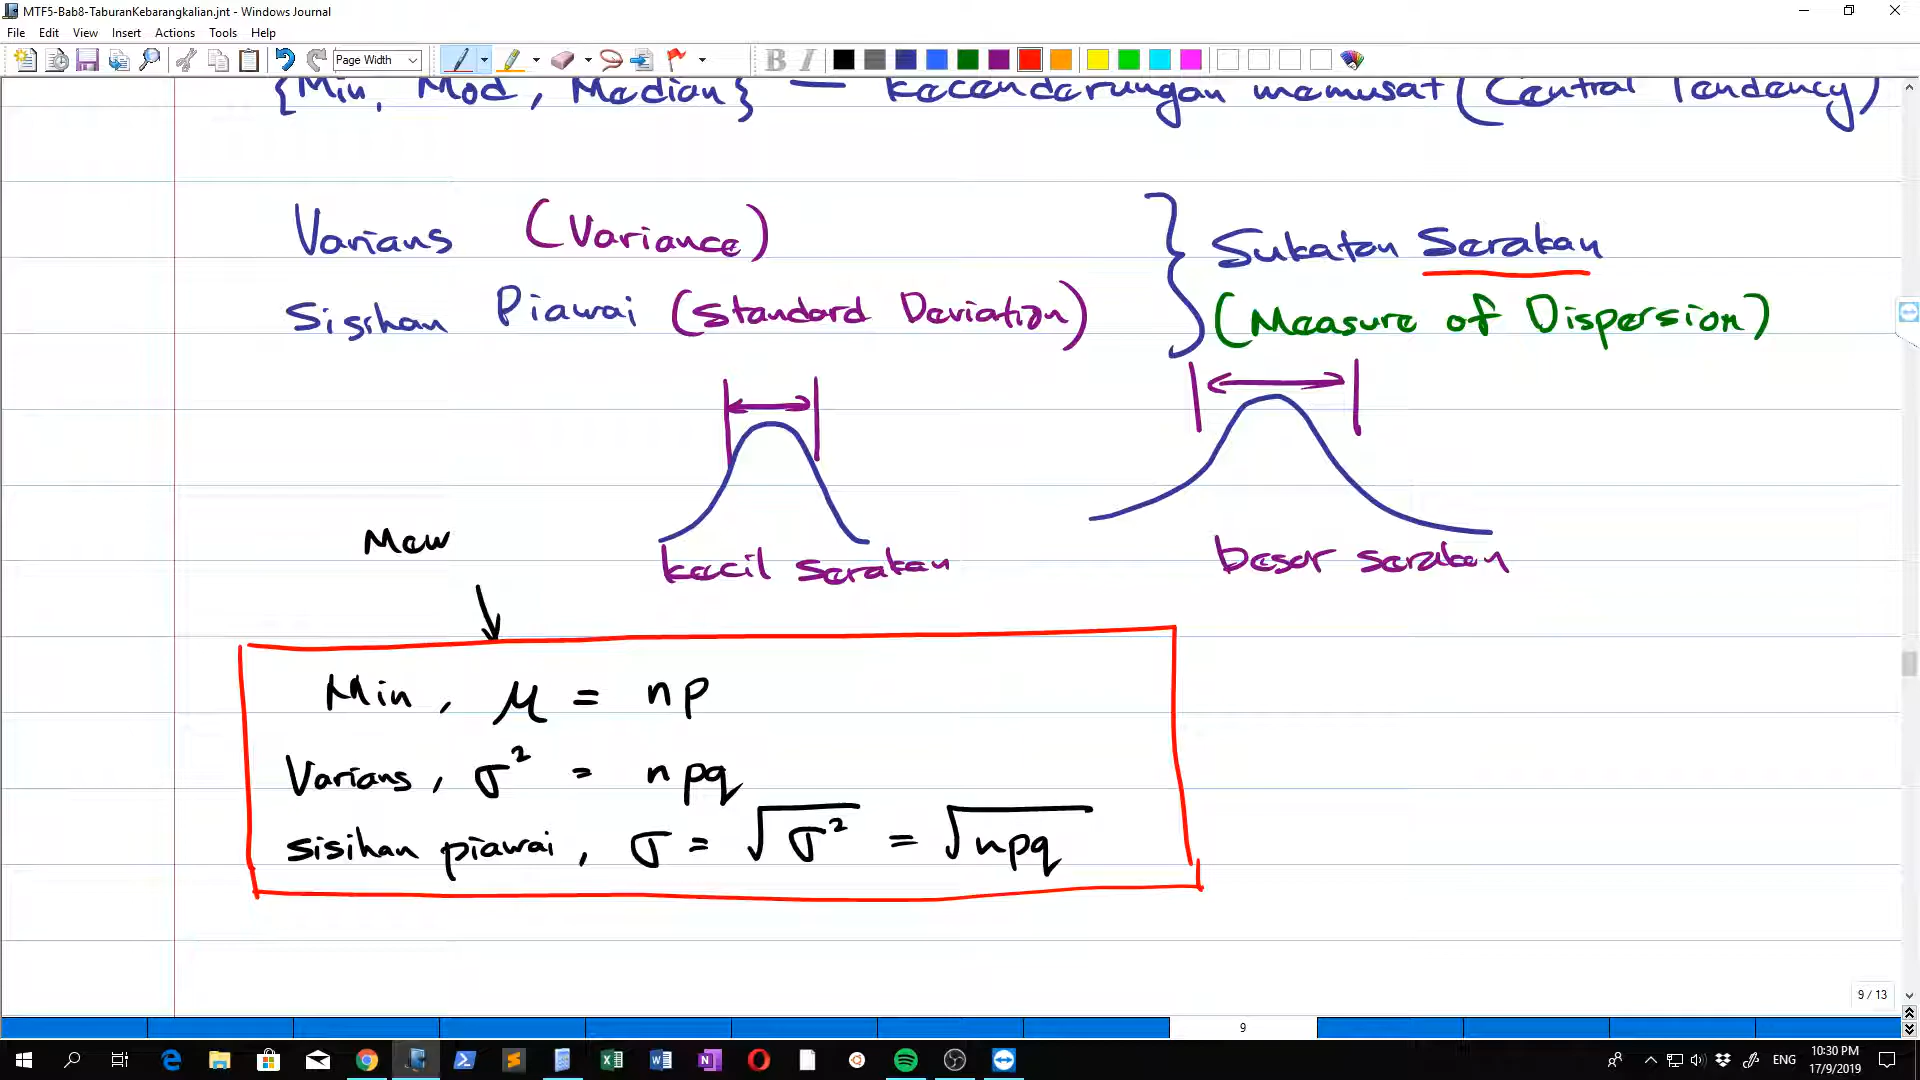 MTF5-Bab8-TaburanKebarangkalian.jnt - Windows Journal
File Edit View Insert Actions Tools Help
Page Width
B I
{Min, Mod, Median} — kecenderungan memusat (Central Tendency)
Varians (Variance) } Sukatan Serakan
Sisihan Piawai (Standard Deviation) (Measure of Dispersion)
Mew
kecil serakan besar serakan
Min, μ = np
Varians, σ² = npq
sisihan piawai, σ = √σ² = √npq
9 / 13
9
ENG 10:30 PM
17/9/2019